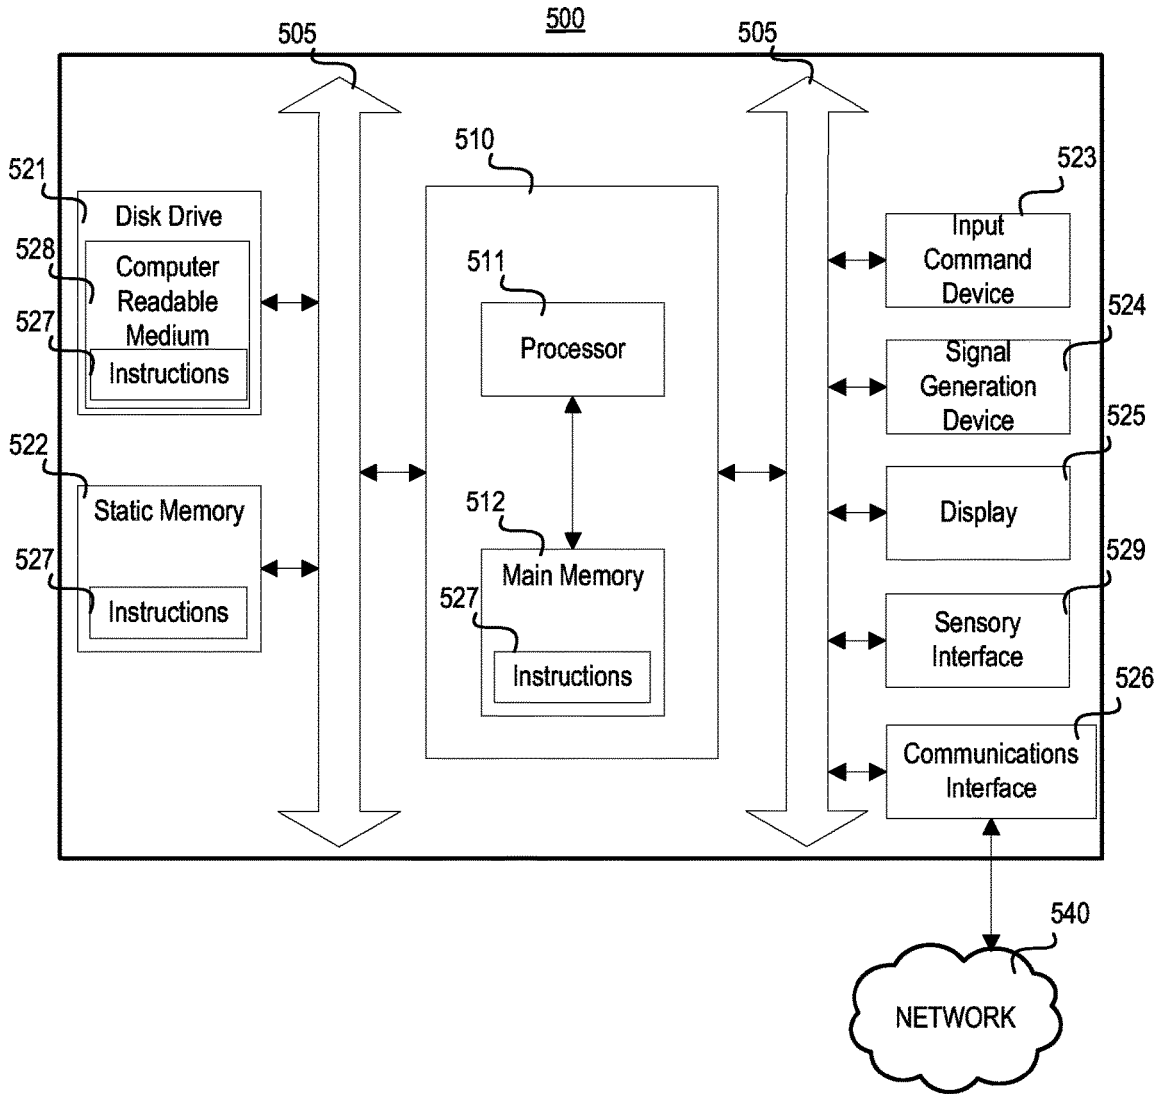 500
505
505
510
521
Disk Drive
528
Computer
Readable
Medium
527
Instructions
511
Processor
523
Input
Command
Device
524
Signal
Generation
Device
525
Display
522
Static Memory
527
Instructions
512
Main Memory
527
Instructions
529
Sensory
Interface
526
Communications
Interface
540
NETWORK